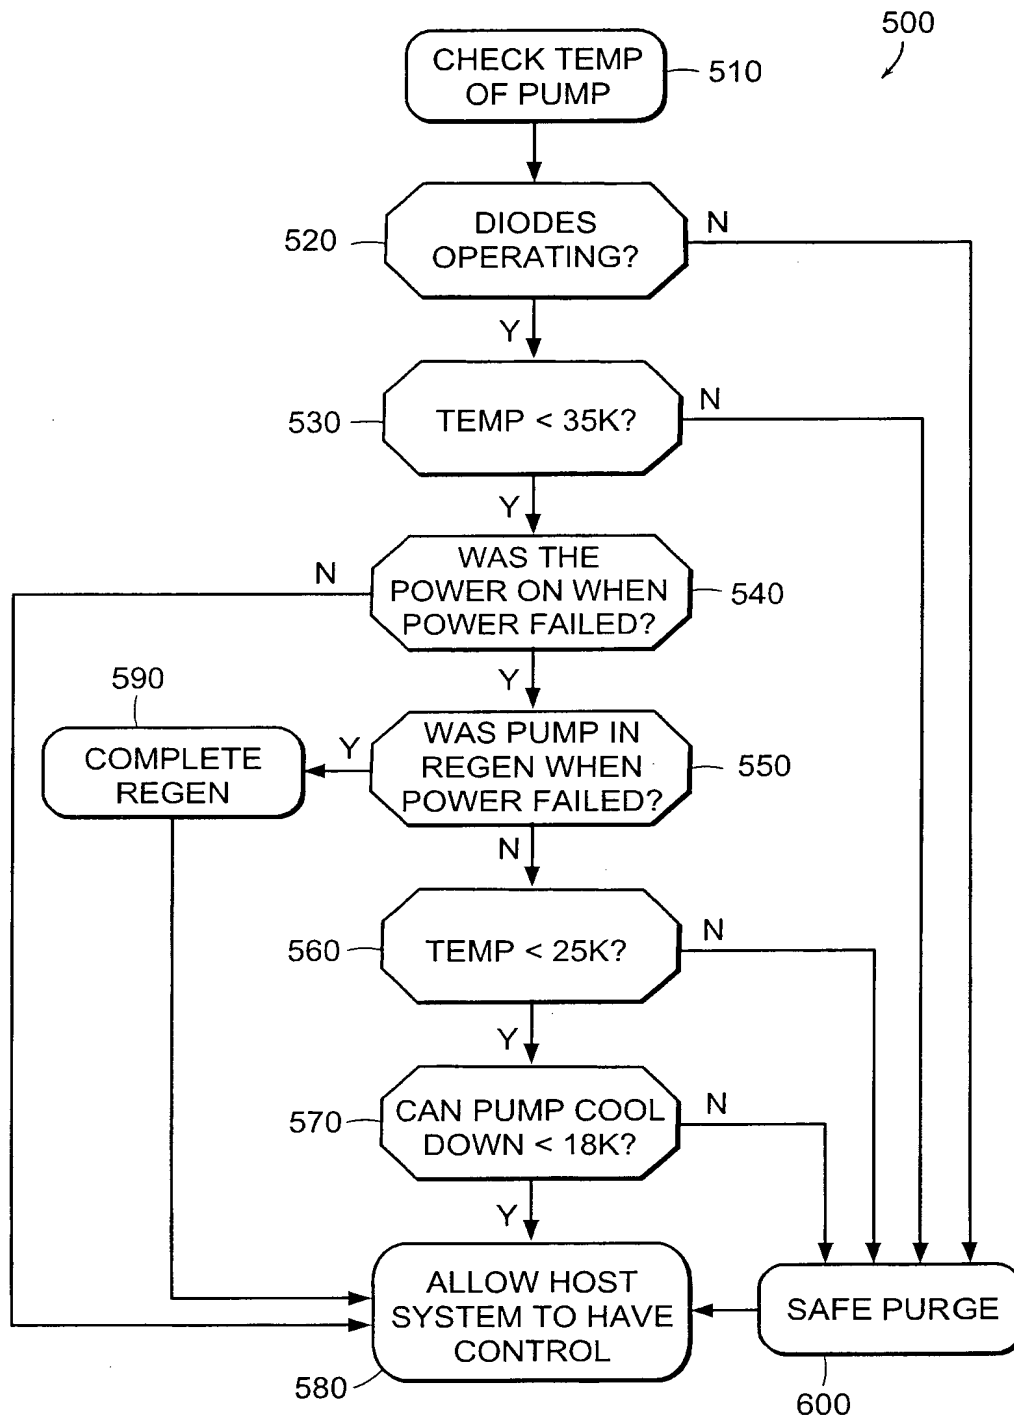 500
CHECK TEMP
OF PUMP
510
DIODES
OPERATING?
520
N
Y
TEMP < 35K?
530
N
Y
WAS THE
POWER ON WHEN
POWER FAILED?
540
N
Y
590
COMPLETE
REGEN
Y
WAS PUMP IN
REGEN WHEN
POWER FAILED?
550
N
TEMP < 25K?
560
N
Y
CAN PUMP COOL
DOWN < 18K?
570
N
Y
ALLOW HOST
SYSTEM TO HAVE
CONTROL
580
SAFE PURGE
600